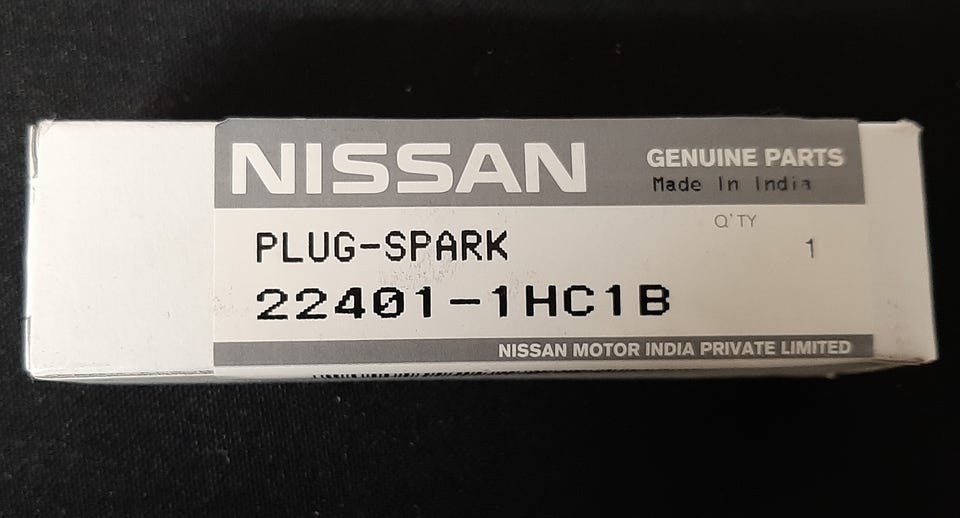 NISSAN
GENUINE PARTS
Made In India
Q'TY
PLUG-SPARK
1
22401-1HC1B
NISSAN MOTOR INDIA PRIVATE LIMITED